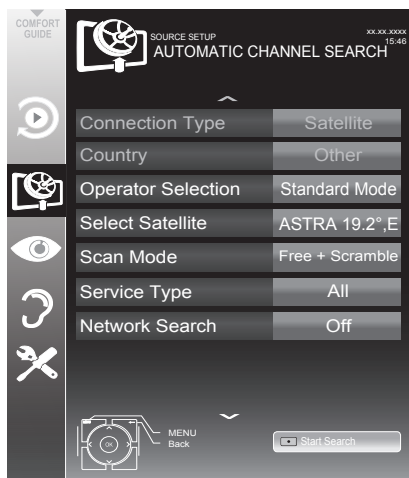 COMFORT
GUIDE
SOURCE SETUP
AUTOMATIC CHANNEL SEARCH
xx.xx.xxxx
15:46
Connection Type Satellite
Country Other
Operator Selection Standard Mode
Select Satellite ASTRA 19.2°,E
Scan Mode Free + Scramble
Service Type All
Network Search Off
OK
MENU
Back
Start Search